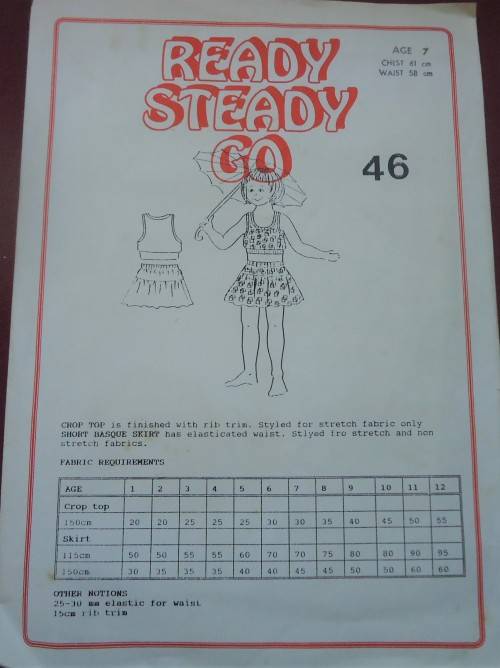 READY
STEADY
GO
AGE 7
CHEST 61 cm
WAIST 58 cm
46
CROP TOP is finished with rib trim. Styled for stretch fabric only
SHORT BASQUE SKIRT has elasticated waist. Stlyed fro stretch and non
stretch fabrics.
FABRIC REQUIREMENTS
AGE 1 2 3 4 5 6 7 8 9 10 11 12
Crop top
150cm 20 20 25 25 25 30 30 35 40 45 50 55
Skirt
115cm 50 50 55 55 60 70 70 75 80 80 90 95
150cm 30 35 35 35 40 40 45 45 50 50 60 60
OTHER NOTIONS
25-30 mm elastic for waist
15cm rib trim